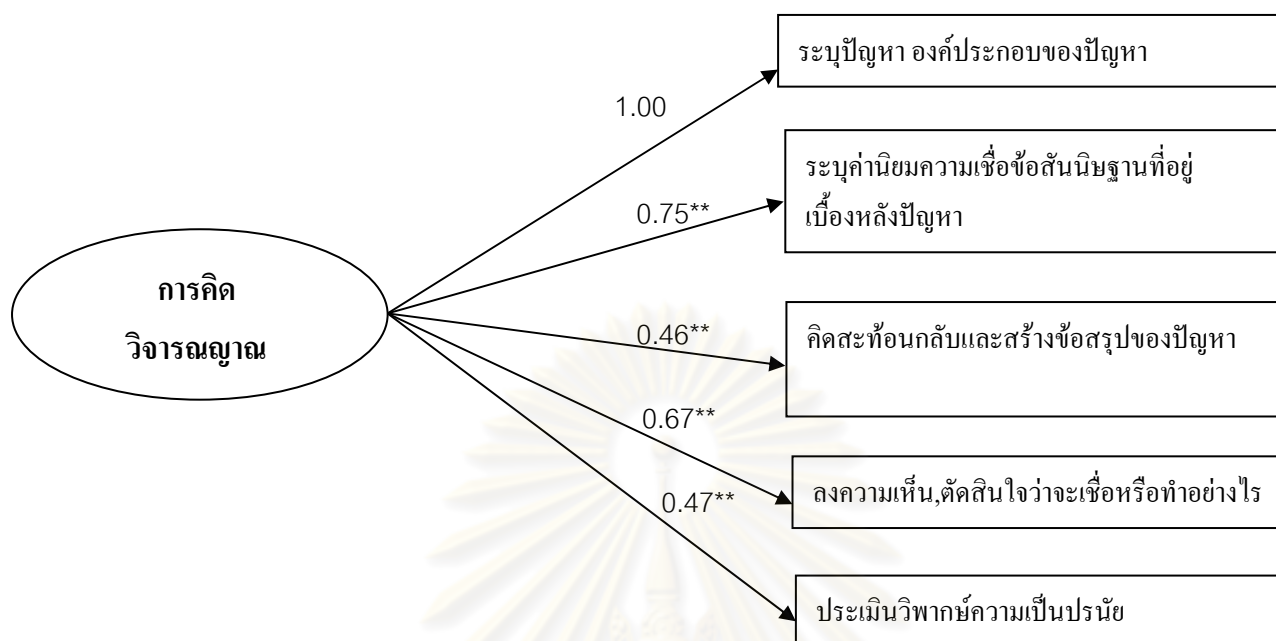 ระบุปัญหา องค์ประกอบของปัญหา
1.00
ระบุค่านิยมความเชื่อข้อสันนิษฐานที่อยู่
เบื้องหลังปัญหา
0.75**
การคิด
วิจารณญาณ
0.46**
คิดสะท้อนกลับและสร้างข้อสรุปของปัญหา
0.67**
ลงความเห็น,ตัดสินใจว่าจะเชื่อหรือทำอย่างไร
0.47**
ประเมินวิพากษ์ความเป็นปรนัย